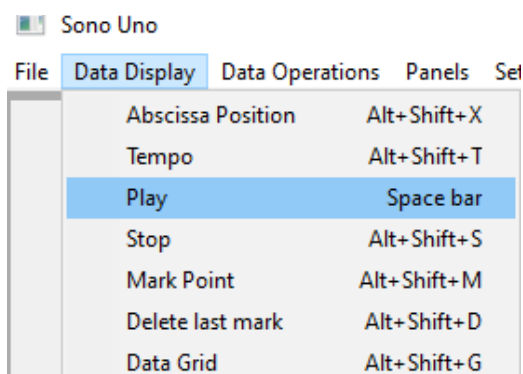 Sono Uno
File Data Display Data Operations Panels Set
Abscissa Position Alt+Shift+X
Tempo Alt+Shift+T
Play Space bar
Stop Alt+Shift+S
Mark Point Alt+Shift+M
Delete last mark Alt+Shift+D
Data Grid Alt+Shift+G